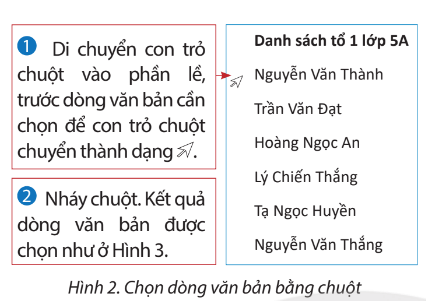 1 Di chuyển con trỏ
chuột vào phần lề,
trước dòng văn bản cần
chọn để con trỏ chuột
chuyển thành dạng .
2 Nháy chuột. Kết quả
dòng văn bản được
chọn như ở Hình 3.
Danh sách tổ 1 lớp 5A
Nguyễn Văn Thành
Trần Văn Đạt
Hoàng Ngọc An
Lý Chiến Thắng
Tạ Ngọc Huyền
Nguyễn Văn Thắng
Hình 2. Chọn dòng văn bản bằng chuột